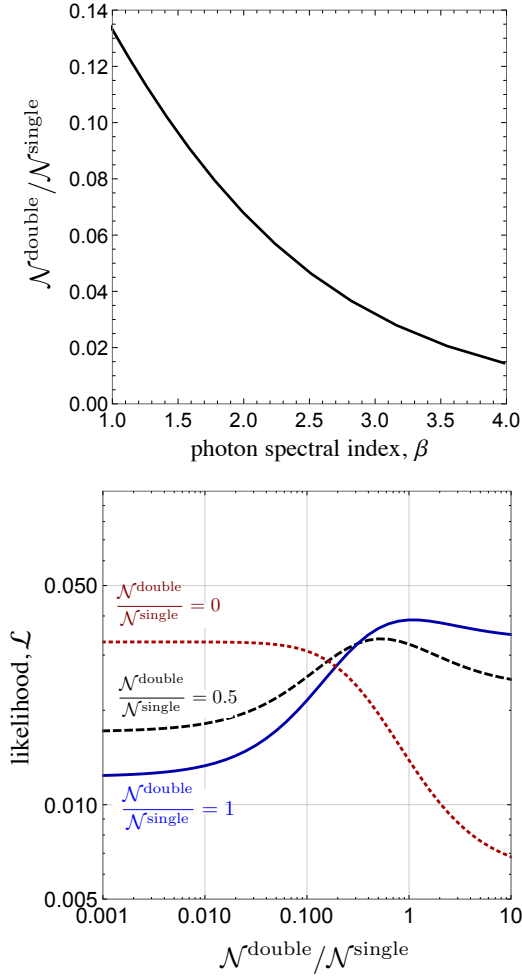 0.14
0.12
0.10
0.08
0.06
0.04
0.02
0.00
𝒩^double/𝒩^single
1.0 1.5 2.0 2.5 3.0 3.5 4.0
photon spectral index, β
0.050
0.010
0.005
likelihood, ℒ
𝒩^double/𝒩^single = 0
𝒩^double/𝒩^single = 0.5
𝒩^double/𝒩^single = 1
0.001 0.010 0.100 1 10
𝒩^double/𝒩^single